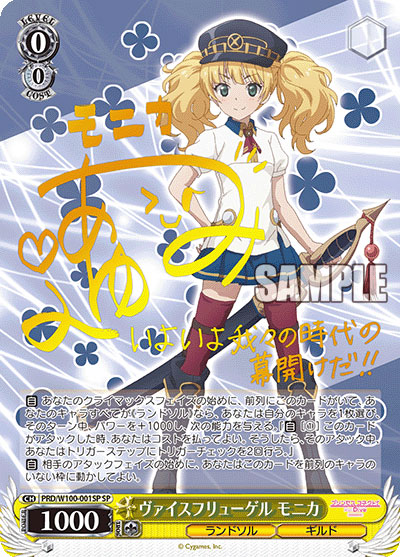 LEVEL
0
0
COST
モニカ
いよいよ我々の時代の
幕開けだ!!
SAMPLE
自 あなたのクライマックスフェイズの始めに、前列にこのカードがいて、あ
なたのキャラすべてが《ランドソル》なら、あなたは自分のキャラを1枚選び、
そのターン中、パワーを+1000し、次の能力を与える。『自 [①] このカード
がアタックした時、あなたはコストを払ってよい。そうしたら、そのアタック中、
あなたはトリガーステップにトリガーチェックを2回行う。』
自 相手のアタックフェイズの始めに、あなたはこのカードを前列のキャラの
いない枠に動かしてよい。
PRD/W100-001SP SP
ヴァイスフリューゲル モニカ
1000
ランドソル
ギルド
© Cygames, Inc.